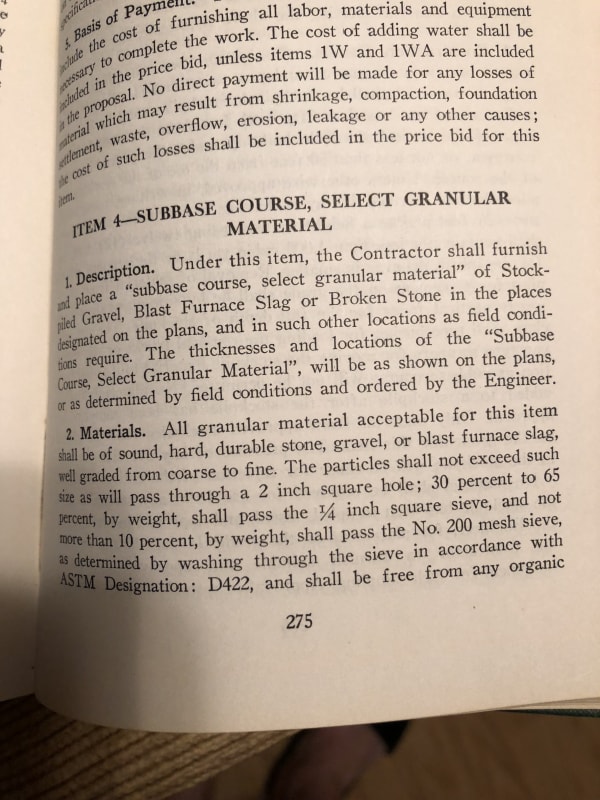 specifica
5. Basis of Payment.
include the cost of furnishing all labor, materials and equipment
necessary to complete the work. The cost of adding water shall be
included in the price bid, unless items 1W and 1WA are included
in the proposal. No direct payment will be made for any losses of
material which may result from shrinkage, compaction, foundation
settlement, waste, overflow, erosion, leakage or any other causes;
the cost of such losses shall be included in the price bid for this
item.
ITEM 4—SUBBASE COURSE, SELECT GRANULAR
MATERIAL
1. Description. Under this item, the Contractor shall furnish
and place a "subbase course, select granular material" of Stock-
piled Gravel, Blast Furnace Slag or Broken Stone in the places
designated on the plans, and in such other locations as field condi-
tions require. The thicknesses and locations of the "Subbase
Course, Select Granular Material", will be as shown on the plans,
or as determined by field conditions and ordered by the Engineer.
2. Materials. All granular material acceptable for this item
shall be of sound, hard, durable stone, gravel, or blast furnace slag,
well graded from coarse to fine. The particles shall not exceed such
size as will pass through a 2 inch square hole; 30 percent to 65
percent, by weight, shall pass the ¼ inch square sieve, and not
more than 10 percent, by weight, shall pass the No. 200 mesh sieve,
as determined by washing through the sieve in accordance with
ASTM Designation: D422, and shall be free from any organic
275